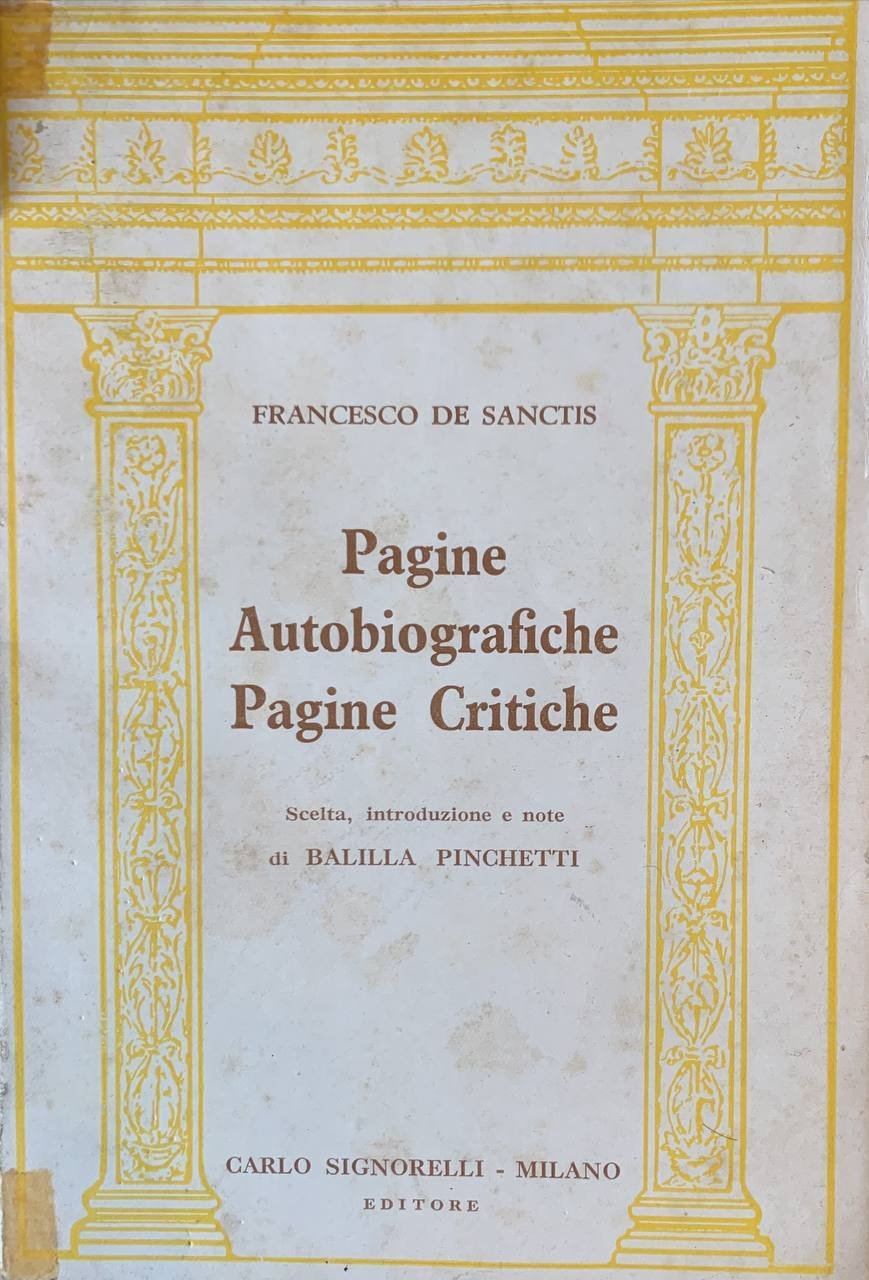 FRANCESCO DE SANCTIS
Pagine
Autobiografiche
Pagine Critiche
Scelta, introduzione e note
di BALILLA PINCHETTI
CARLO SIGNORELLI - MILANO
EDITORE